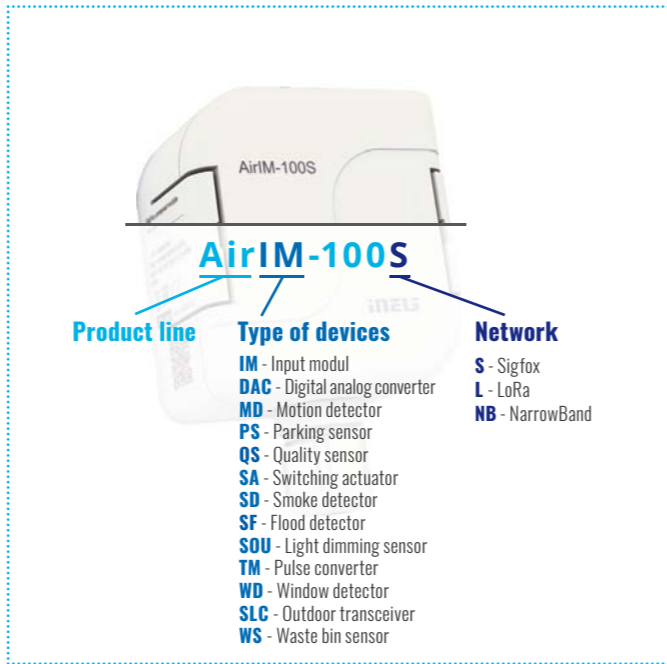 AirIM-100S
AirIM-100S
iNELS
Product line
Type of devices
Network
IM - Input modul
DAC - Digital analog converter
MD - Motion detector
PS - Parking sensor
QS - Quality sensor
SA - Switching actuator
SD - Smoke detector
SF - Flood detector
SOU - Light dimming sensor
TM - Pulse converter
WD - Window detector
SLC - Outdoor transceiver
WS - Waste bin sensor
S - Sigfox
L - LoRa
NB - NarrowBand